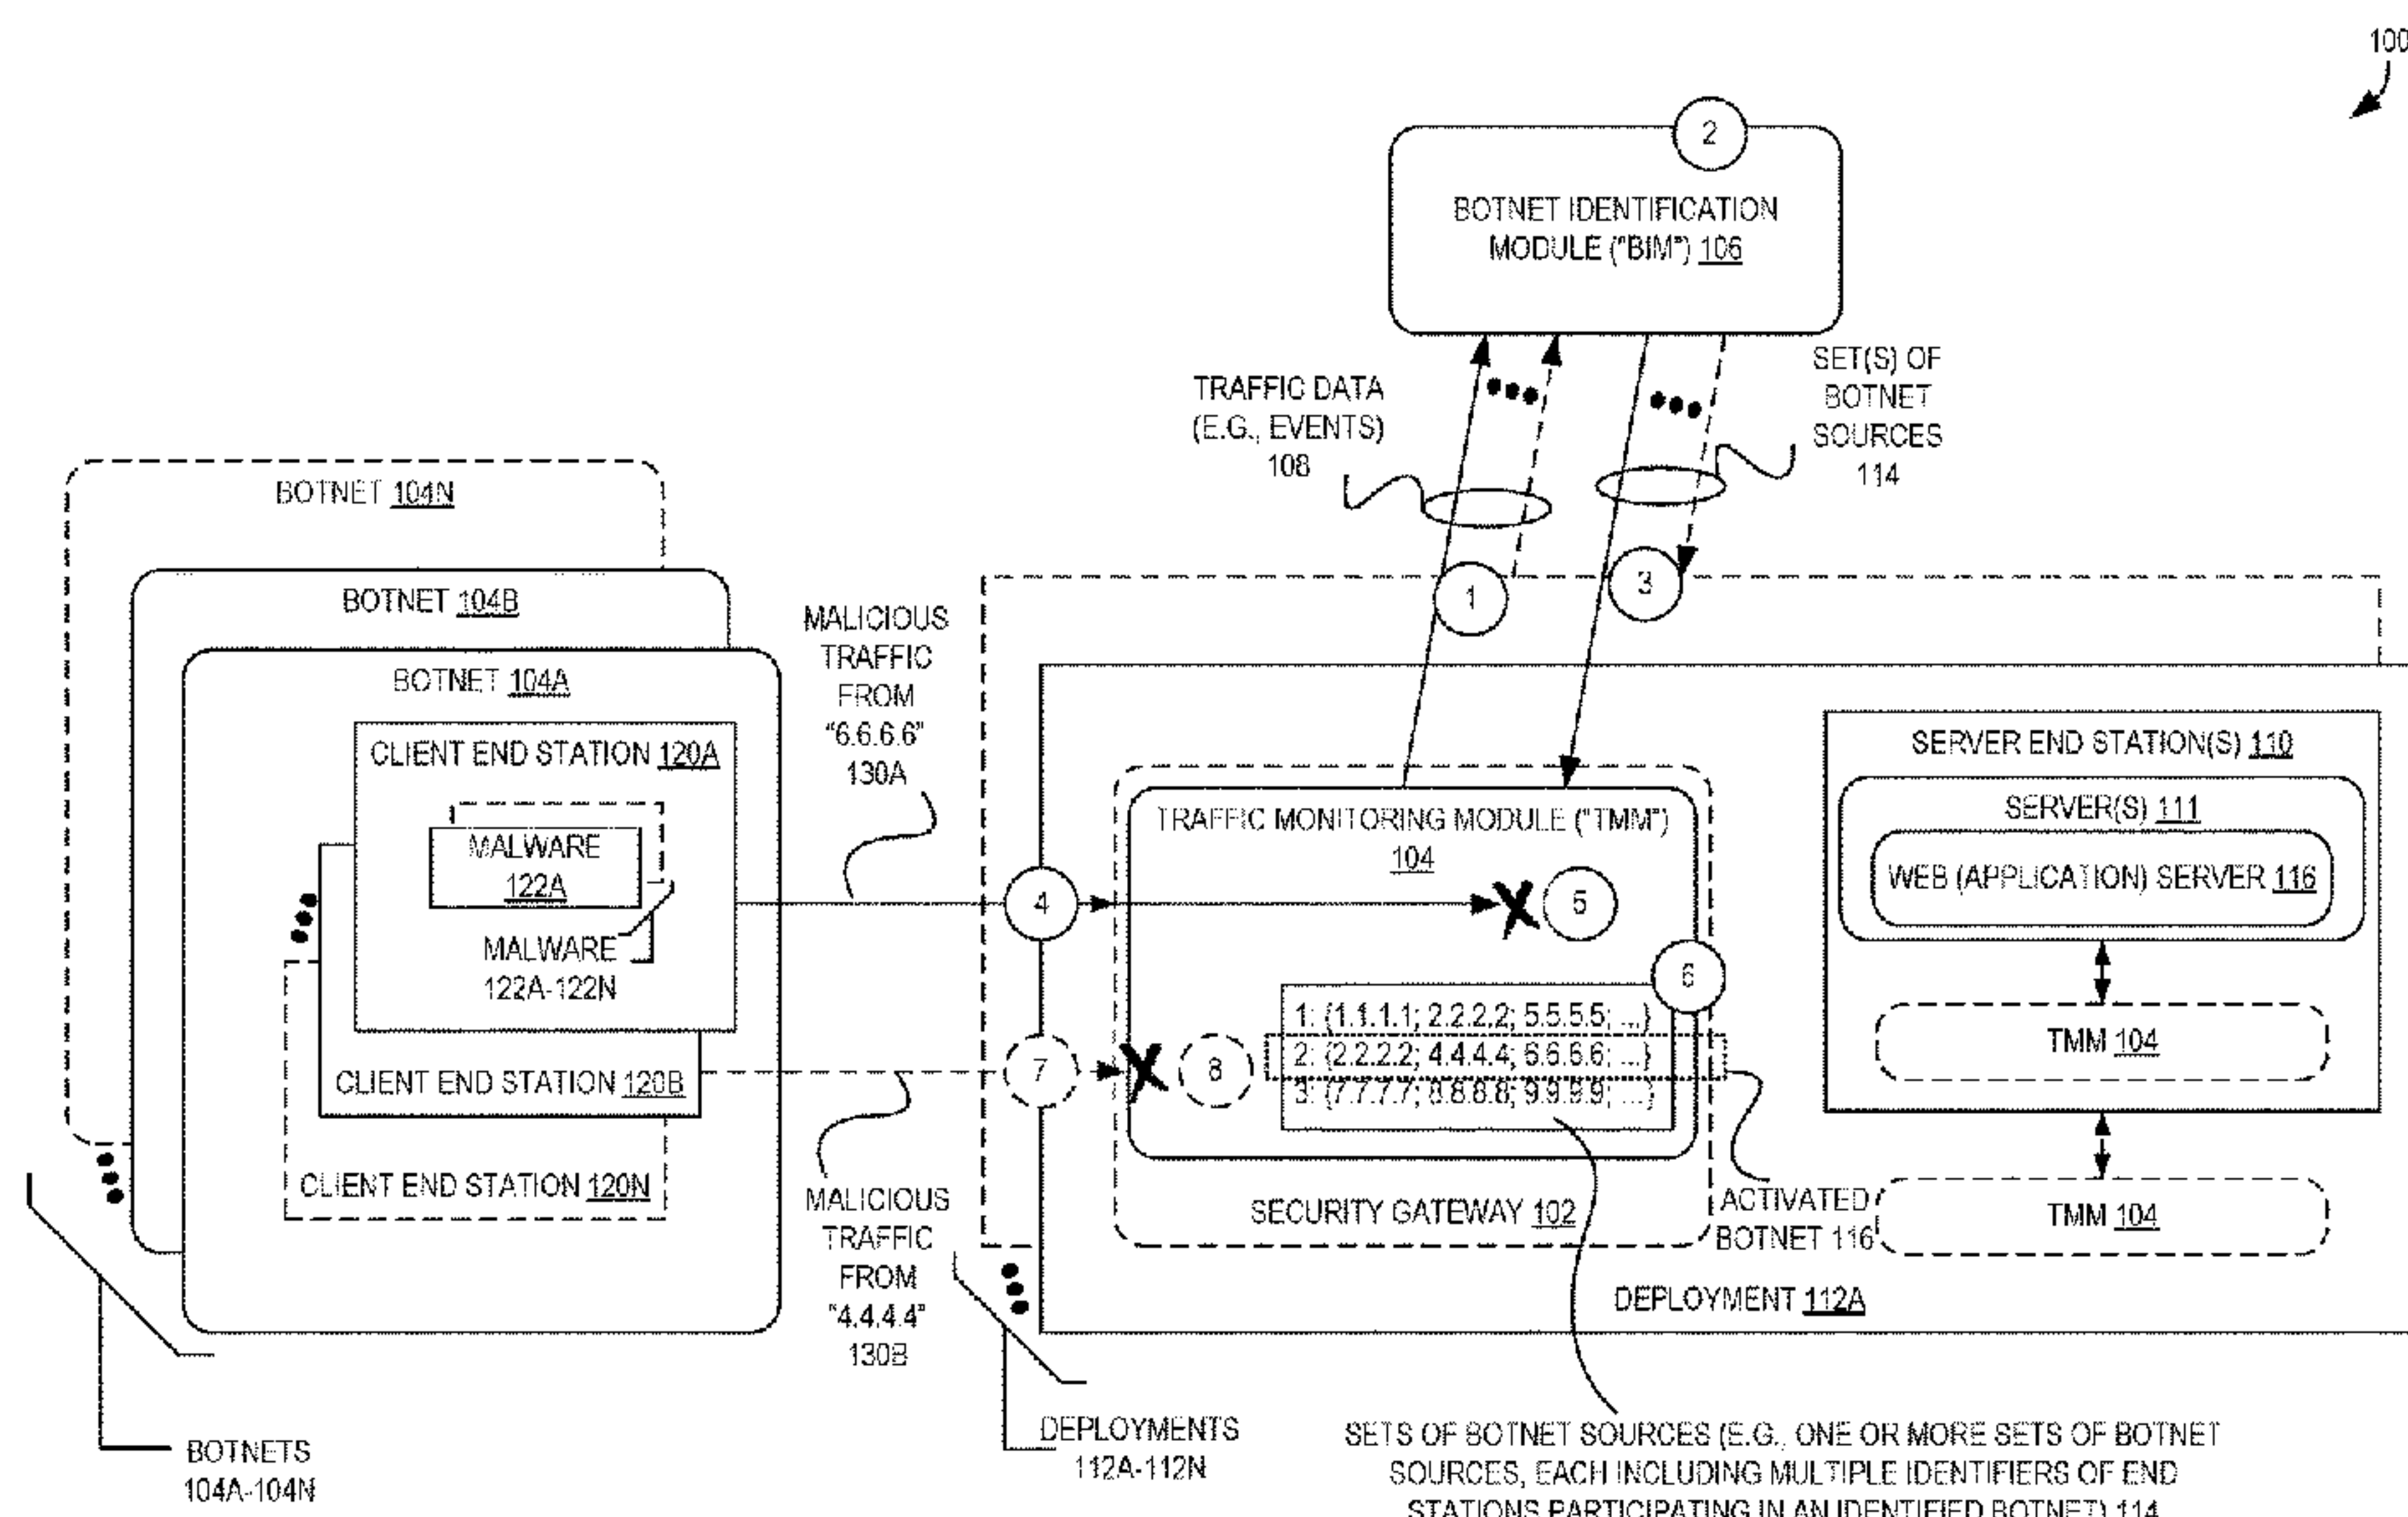 100
2
BOTNET IDENTIFICATION
MODULE ("BIM") 106
TRAFFIC DATA
(E.G., EVENTS)
108
SET(S) OF
BOTNET
SOURCES
114
1
3
BOTNET 104N
BOTNET 104B
BOTNET 104A
CLIENT END STATION 120A
MALWARE
122A
MALWARE
122A-122N
CLIENT END STATION 120B
CLIENT END STATION 120N
BOTNETS
104A-104N
MALICIOUS
TRAFFIC
FROM
"6.6.6.6"
130A
4
7
MALICIOUS
TRAFFIC
FROM
"4.4.4.4"
130B
TRAFFIC MONITORING MODULE ("TMM")
104
5
6
8
1: {1.1.1.1; 2.2.2.2; 5.5.5.5; ...}
2: {2.2.2.2; 4.4.4.4; 6.6.6.6; ...}
3: {7.7.7.7; 8.8.8.8; 9.9.9.9; ...}
SECURITY GATEWAY 102
ACTIVATED
BOTNET 116
SERVER END STATION(S) 110
SERVER(S) 111
WEB (APPLICATION) SERVER 116
TMM 104
TMM 104
DEPLOYMENT 112A
DEPLOYMENTS
112A-112N
SETS OF BOTNET SOURCES (E.G., ONE OR MORE SETS OF BOTNET
SOURCES, EACH INCLUDING MULTIPLE IDENTIFIERS OF END
STATIONS PARTICIPATING IN AN IDENTIFIED BOTNET) 114